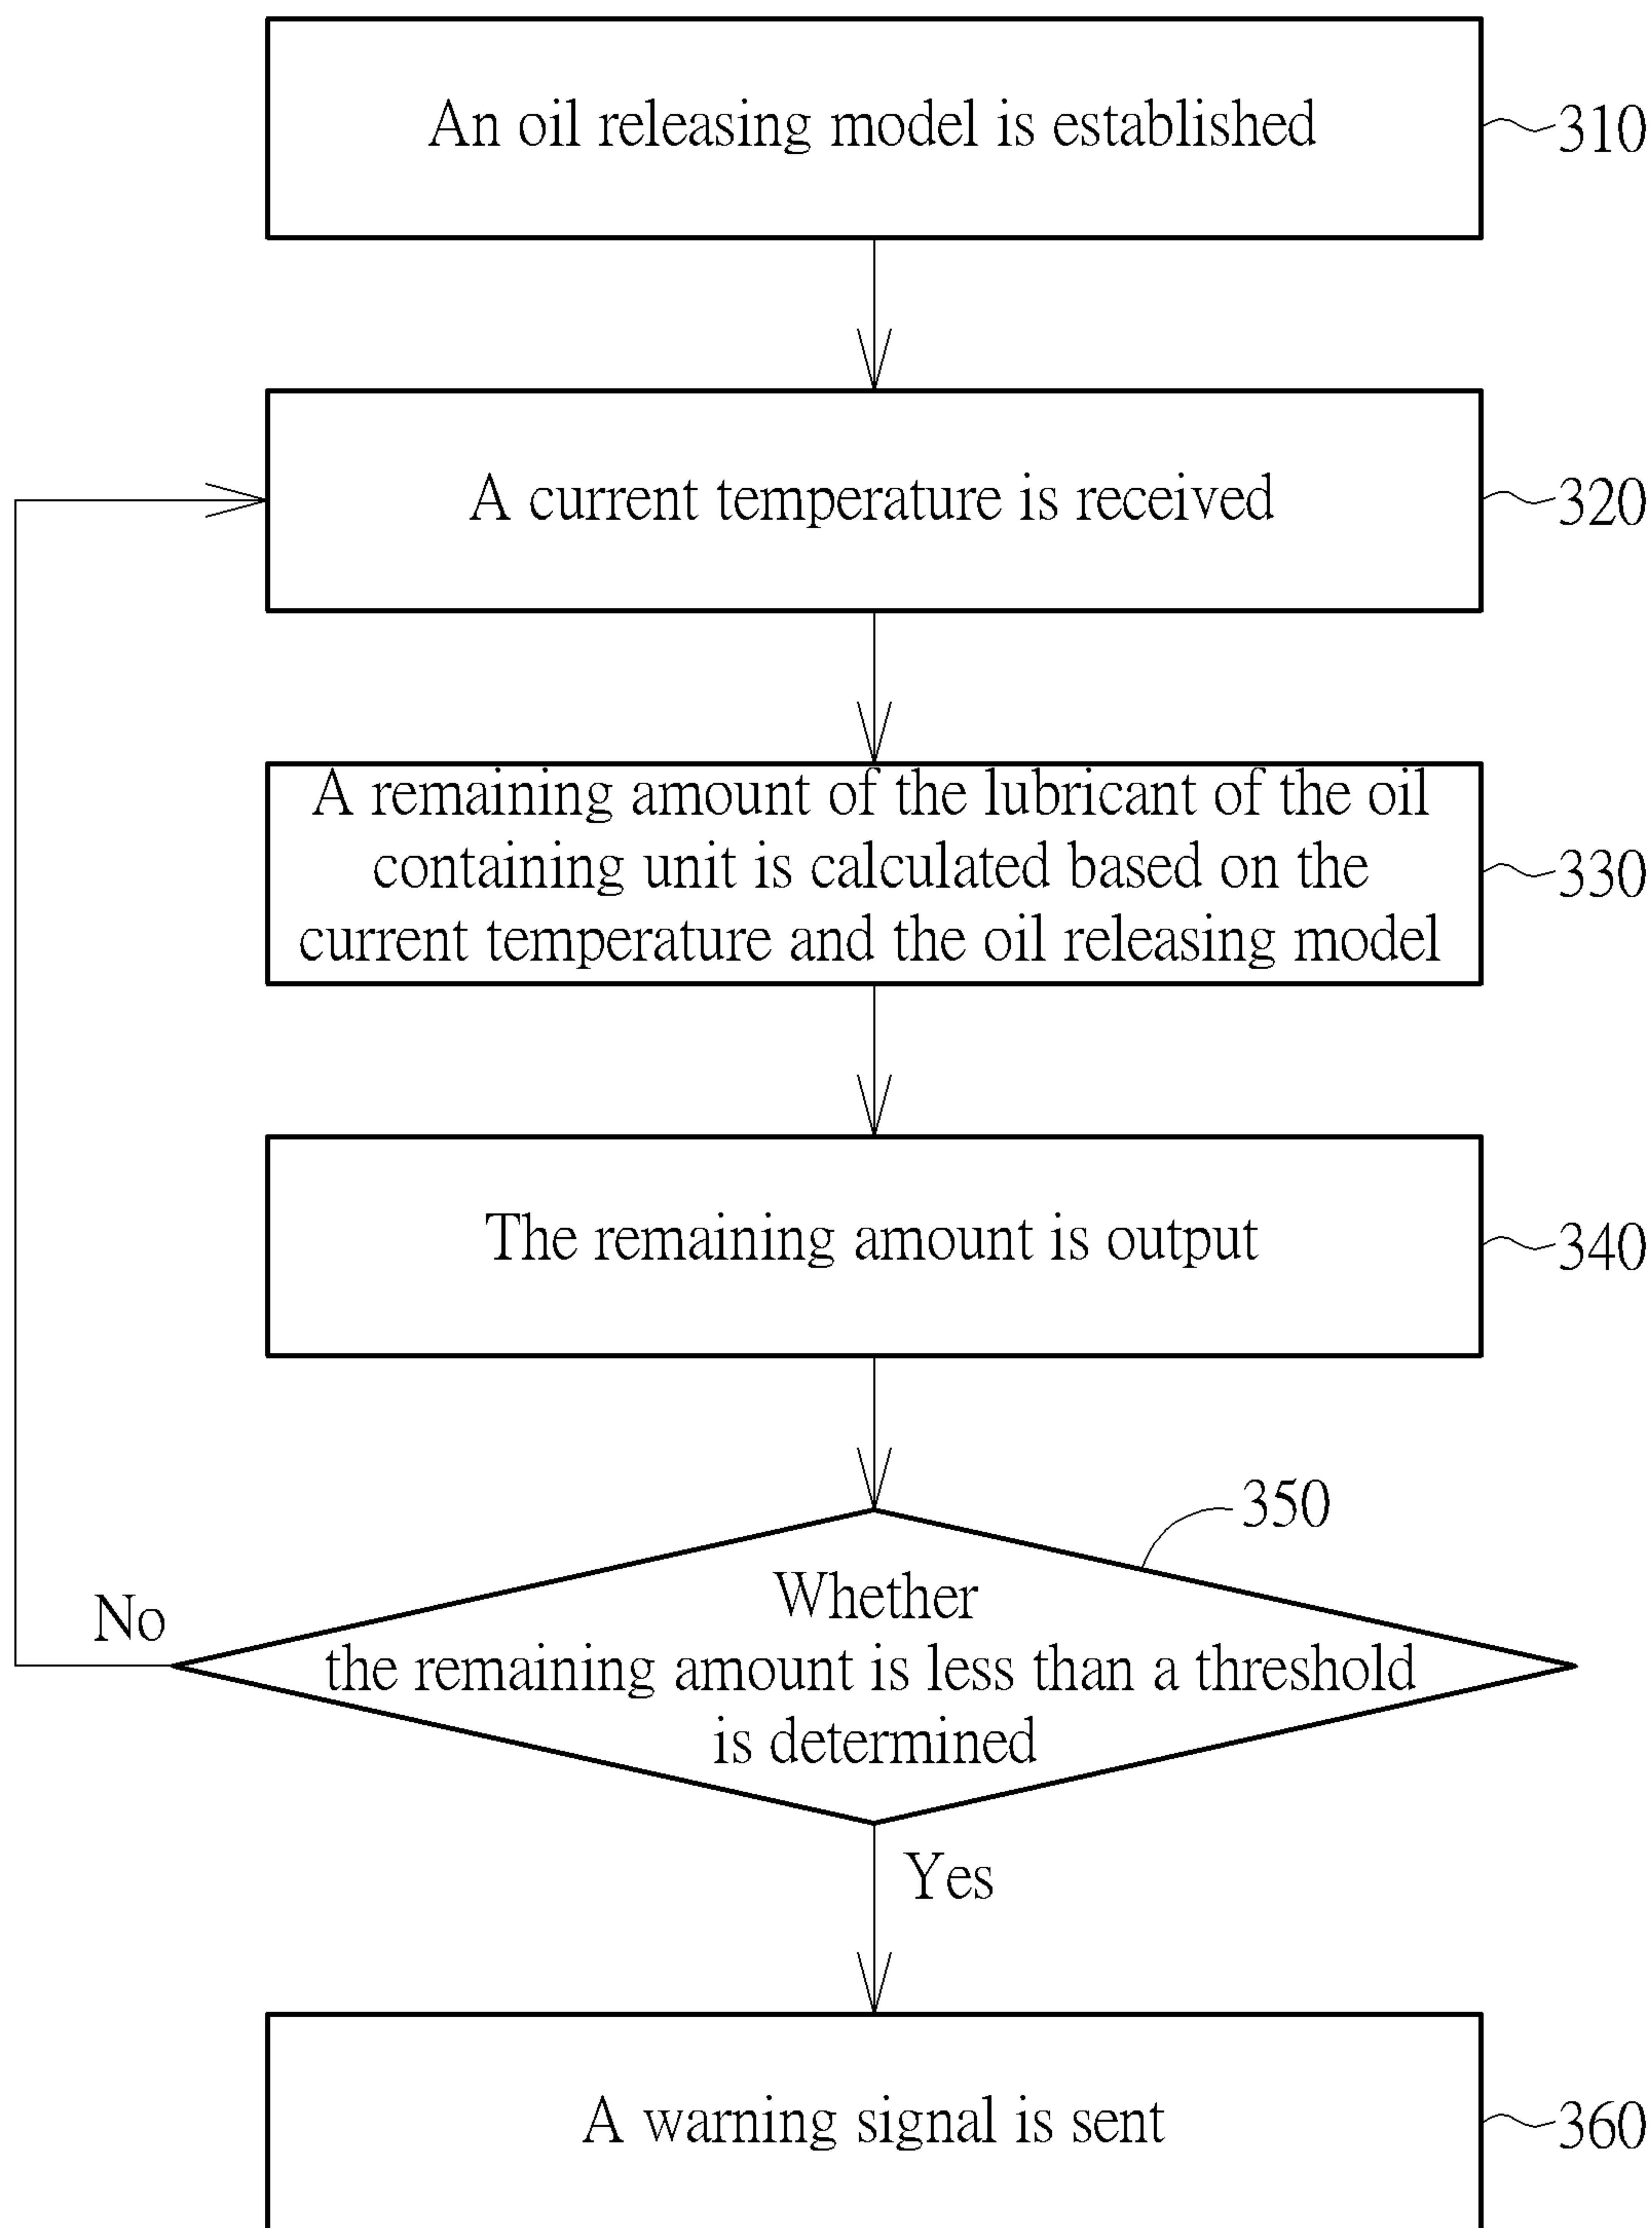 An oil releasing model is established
310
A current temperature is received
320
A remaining amount of the lubricant of the oil
containing unit is calculated based on the
current temperature and the oil releasing model
330
The remaining amount is output
340
350
Whether
the remaining amount is less than a threshold
is determined
No
Yes
A warning signal is sent
360